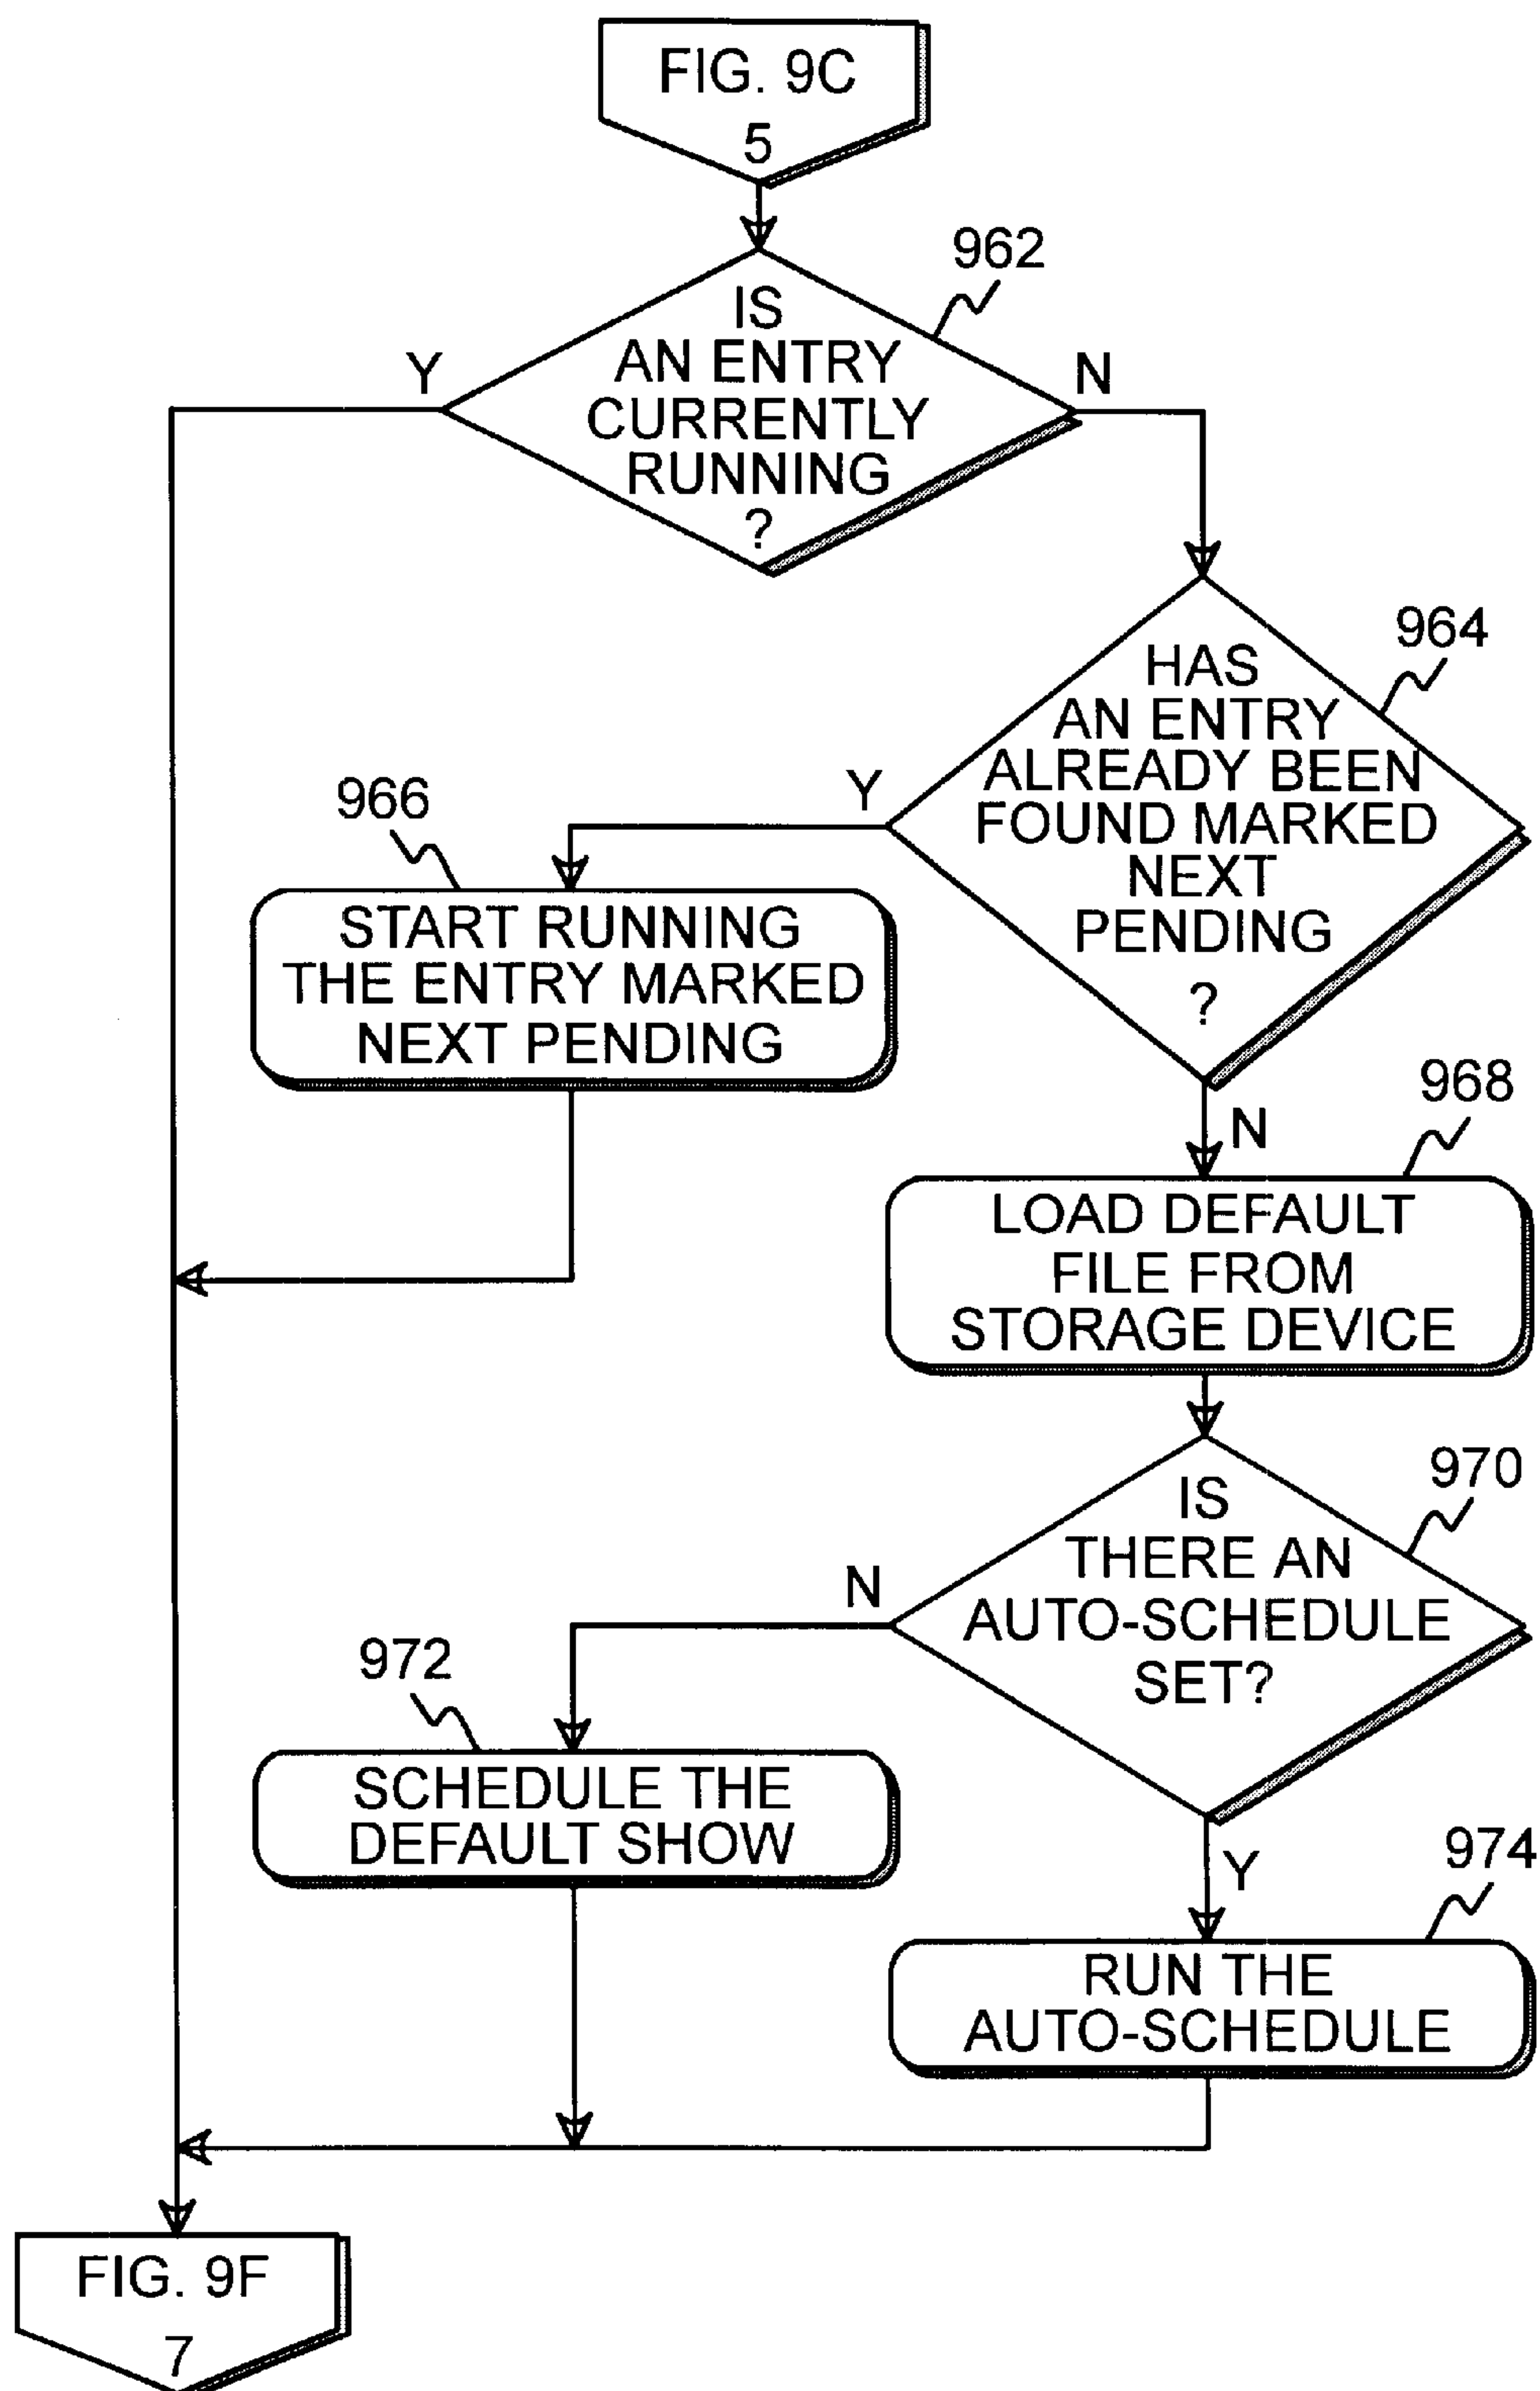 FIG. 9C
5
962
IS
AN ENTRY
CURRENTLY
RUNNING
?
Y
N
964
HAS
AN ENTRY
ALREADY BEEN
FOUND MARKED
NEXT
PENDING
?
Y
966
START RUNNING
THE ENTRY MARKED
NEXT PENDING
N
968
LOAD DEFAULT
FILE FROM
STORAGE DEVICE
970
IS
THERE AN
AUTO-SCHEDULE
SET?
N
972
SCHEDULE THE
DEFAULT SHOW
Y
974
RUN THE
AUTO-SCHEDULE
FIG. 9F
7